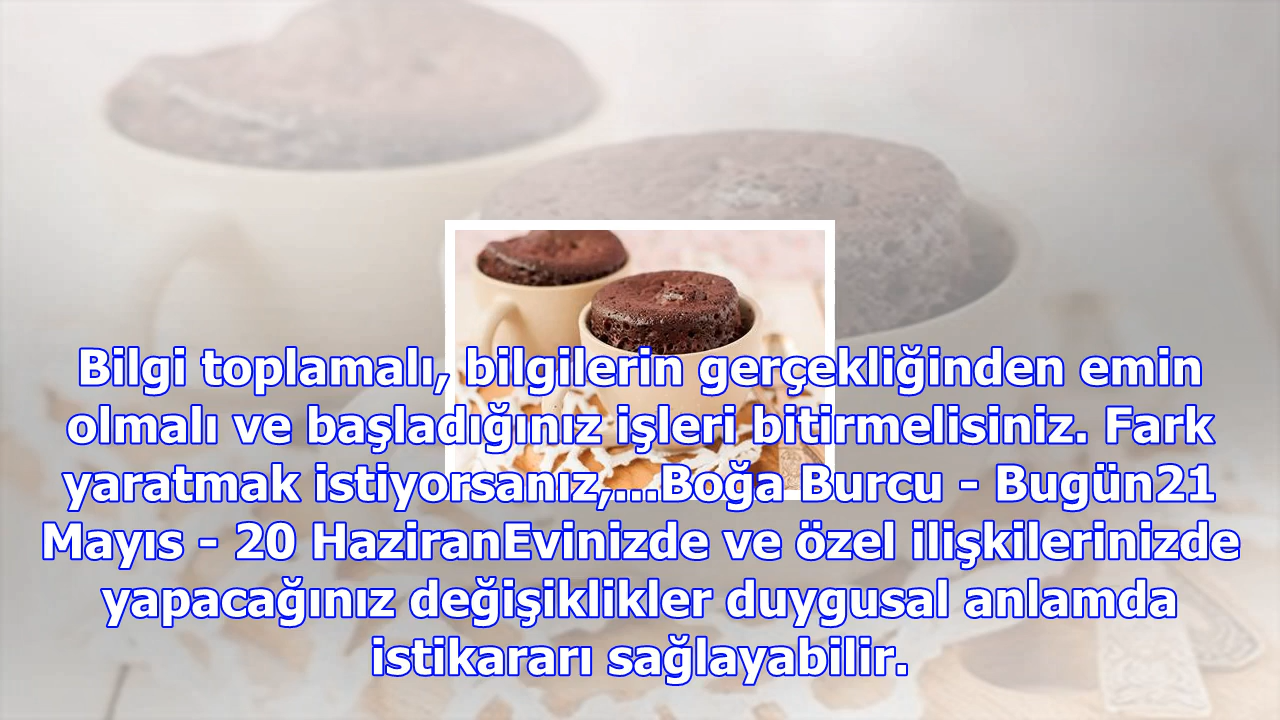 Bilgi toplamalı, bilgilerin gerçekliğinden emin
olmalı ve başladığınız işleri bitirmelisiniz. Fark
yaratmak istiyorsanız,...Boğa Burcu - Bugün21
Mayıs - 20 HaziranEvinizde ve özel ilişkilerinizde
yapacağınız değişiklikler duygusal anlamda
istikararı sağlayabilir.